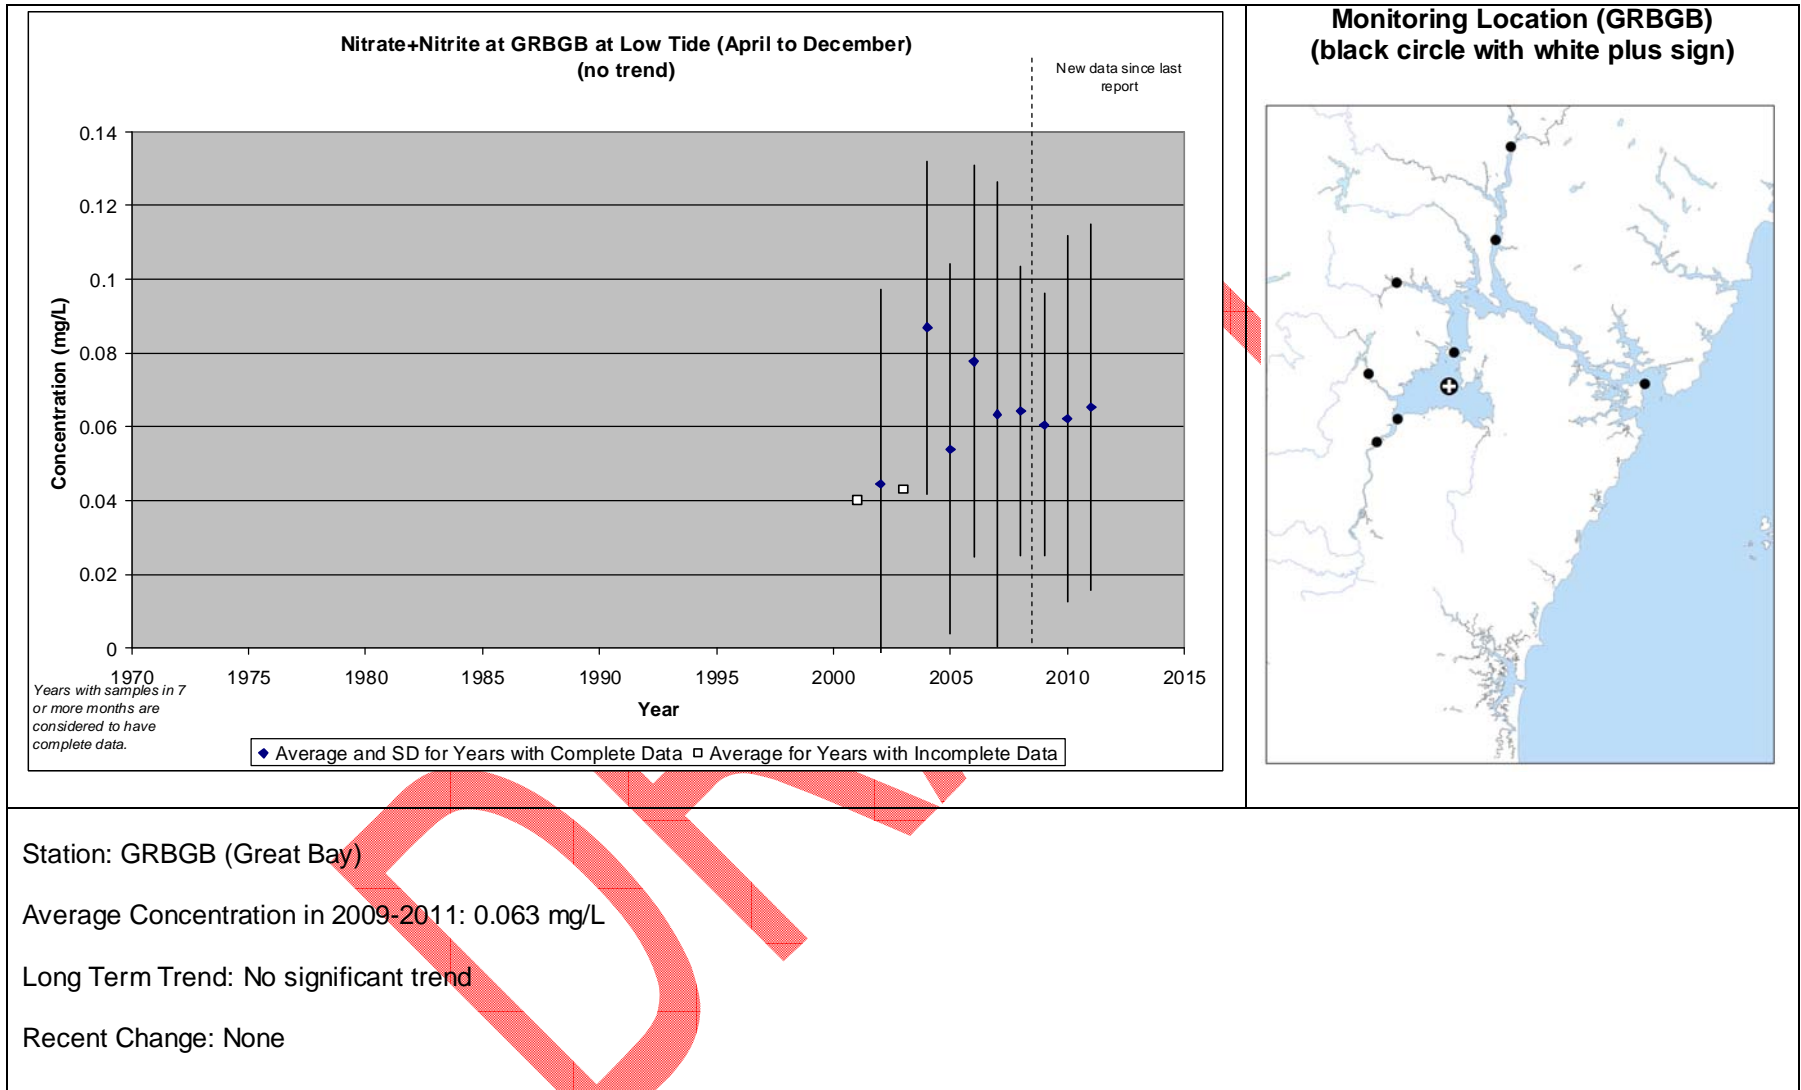 Nitrate+Nitrite at GRBGB at Low Tide (April to December)
(no trend)
New data since last
report
0.14
0.12
0.1
0.08
0.06
0.04
0.02
0
Concentration (mg/L)
1970 1975 1980 1985 1990 1995 2000 2005 2010 2015
Year
Years with samples in 7
or more months are
considered to have
complete data.
Average and SD for Years with Complete Data Average for Years with Incomplete Data
Monitoring Location (GRBGB)
(black circle with white plus sign)
Station: GRBGB (Great Bay)
Average Concentration in 2009-2011: 0.063 mg/L
Long Term Trend: No significant trend
Recent Change: None